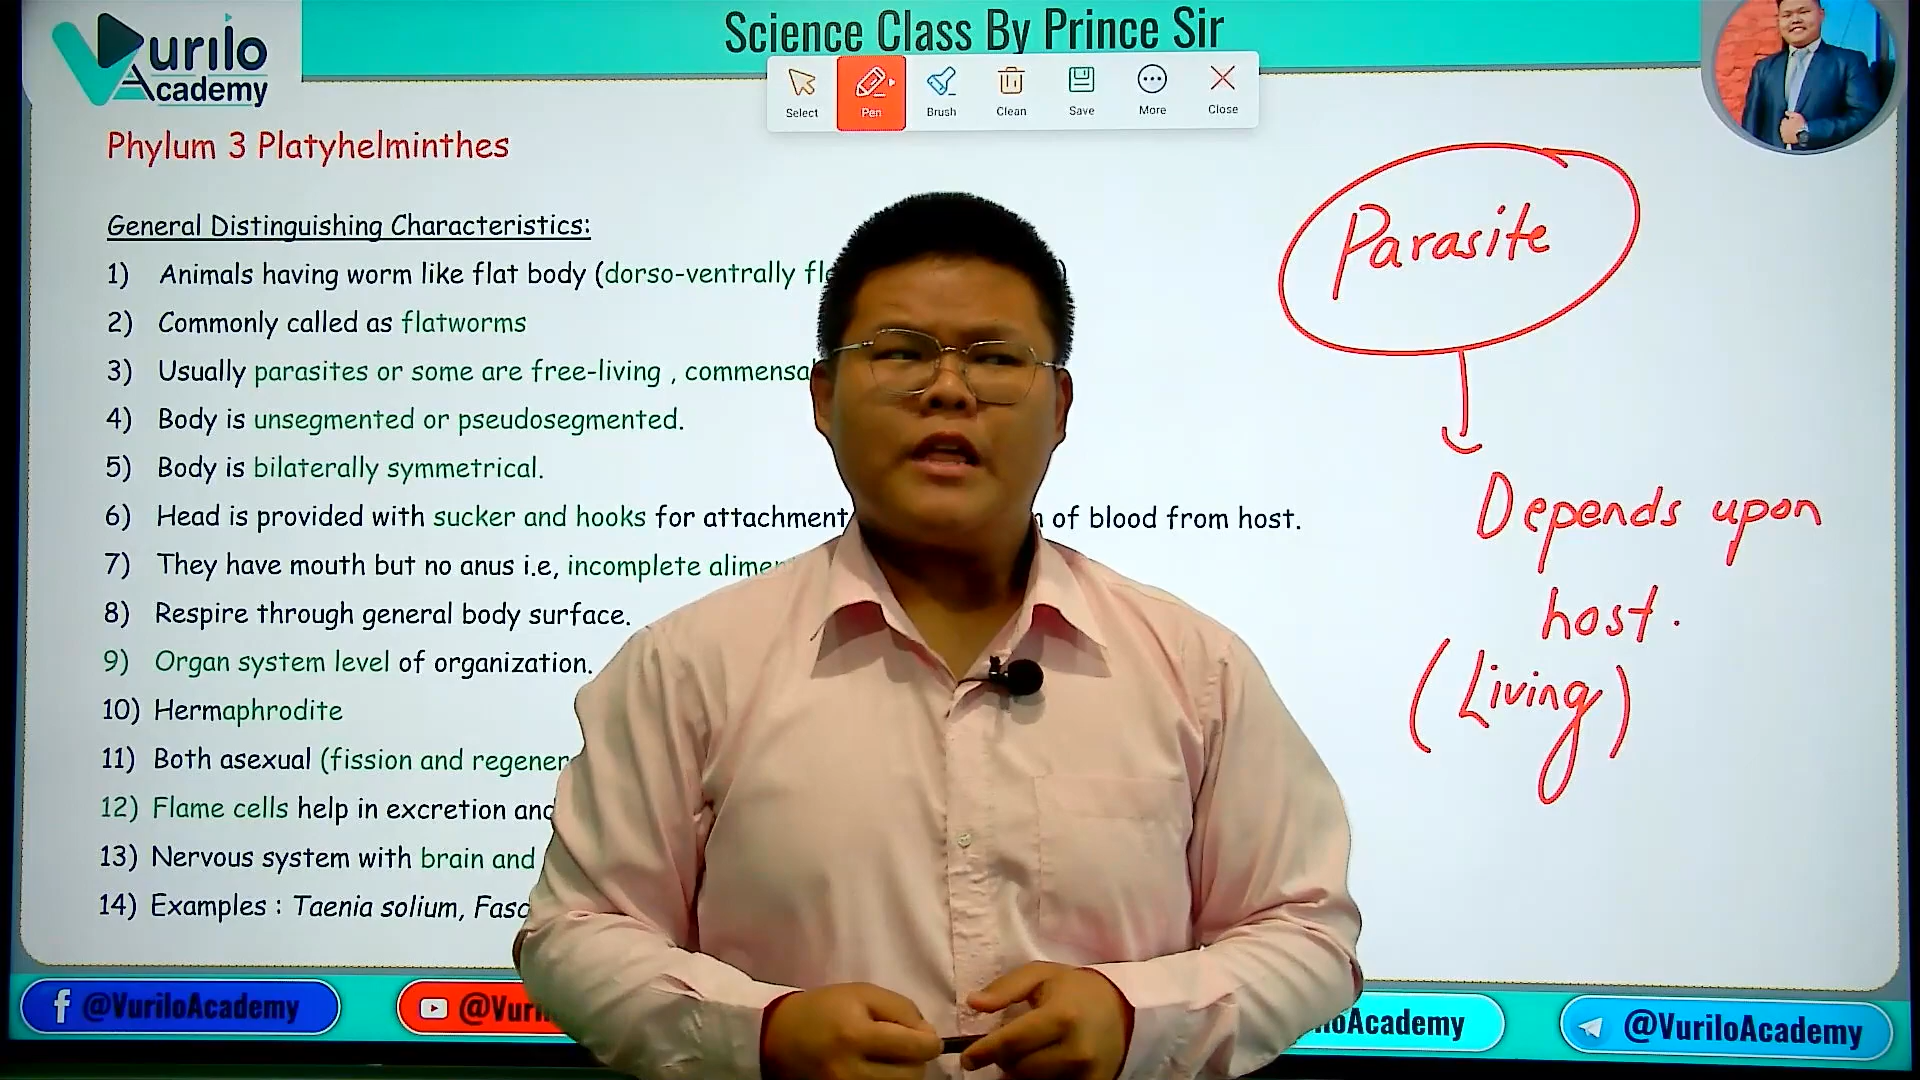 Vurilo
Academy
Science Class By Prince Sir
Select Pen Brush Clean Save More Close
Phylum 3 Platyhelminthes
General Distinguishing Characteristics:
1) Animals having worm like flat body (dorso-ventrally )
2) Commonly called as flatworms
3) Usually parasites or some are free-living ,
4) Body is unsegmented or pseudosegmented.
5) Body is bilaterally symmetrical.
6) Head is provided with sucker and hooks for attachment of blood from host.
7) They have mouth but no anus i.e, incomplete
8) Respire through general body surface.
9) Organ system level of organization.
10) Hermaphrodite
11) Both asexual (fission and
12) Flame cells help in excretion and
13) Nervous system with brain and
14) Examples : Taenia solium,
Parasite
Depends upon
host.
(Living)
@VuriloAcademy
@VuriloAcademy